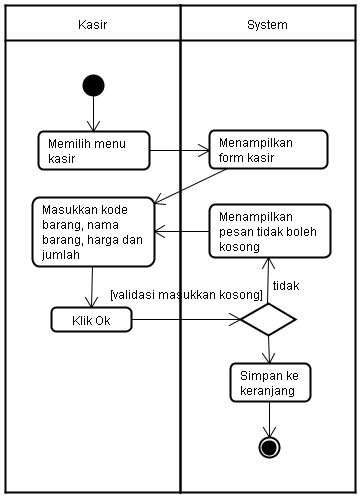 Kasir
System
Memilih menu
kasir
Menampilkan
form kasir
Masukkan kode
barang, nama
barang, harga dan
jumlah
Menampilkan
pesan tidak boleh
kosong
[validasi masukkan kosong]
tidak
Klik Ok
Simpan ke
keranjang